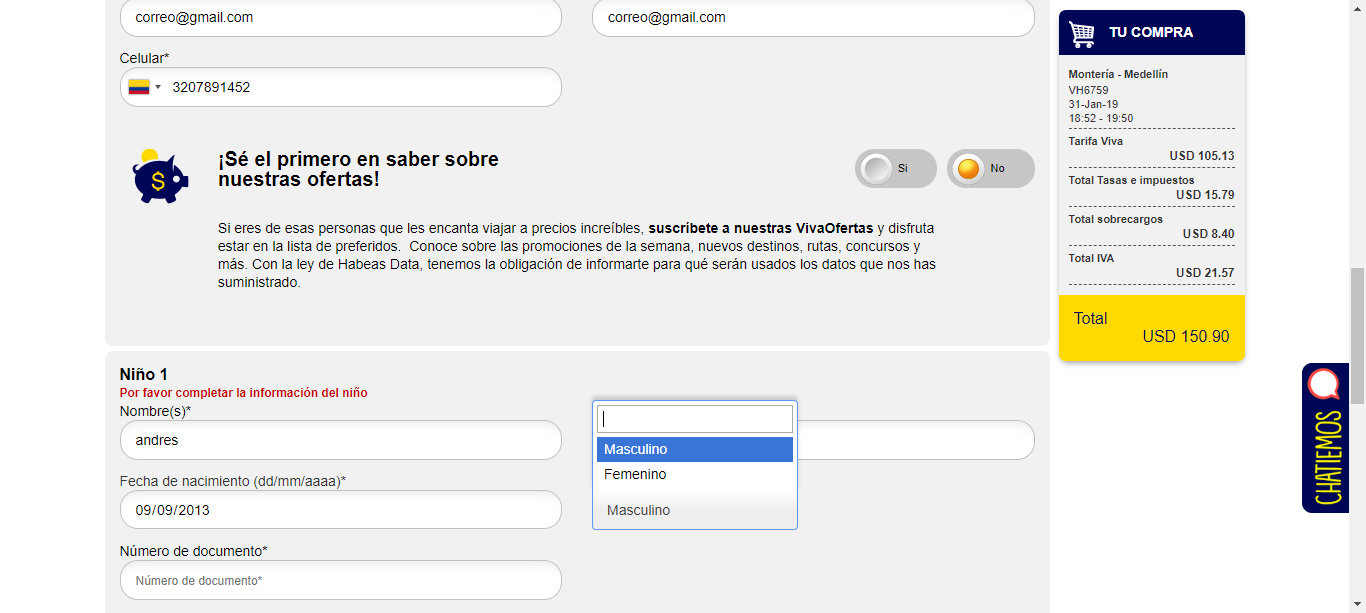 correo@gmail.com
correo@gmail.com
Celular*
3207891452
¡Sé el primero en saber sobre
nuestras ofertas!
Si
No
Si eres de esas personas que les encanta viajar a precios increíbles, suscríbete a nuestras VivaOfertas y disfruta
estar en la lista de preferidos. Conoce sobre las promociones de la semana, nuevos destinos, rutas, concursos y
más. Con la ley de Habeas Data, tenemos la obligación de informarte para qué serán usados los datos que nos has
suministrado.
Niño 1
Por favor completar la información del niño
Nombre(s)*
andres
Masculino
Femenino
Masculino
Fecha de nacimiento (dd/mm/aaaa)*
09/09/2013
Número de documento*
Número de documento*
TU COMPRA
Montería - Medellín
VH6759
31-Jan-19
18:52 - 19:50
Tarifa Viva
USD 105.13
Total Tasas e impuestos
USD 15.79
Total sobrecargos
USD 8.40
Total IVA
USD 21.57
Total
USD 150.90
CHATIEMOS